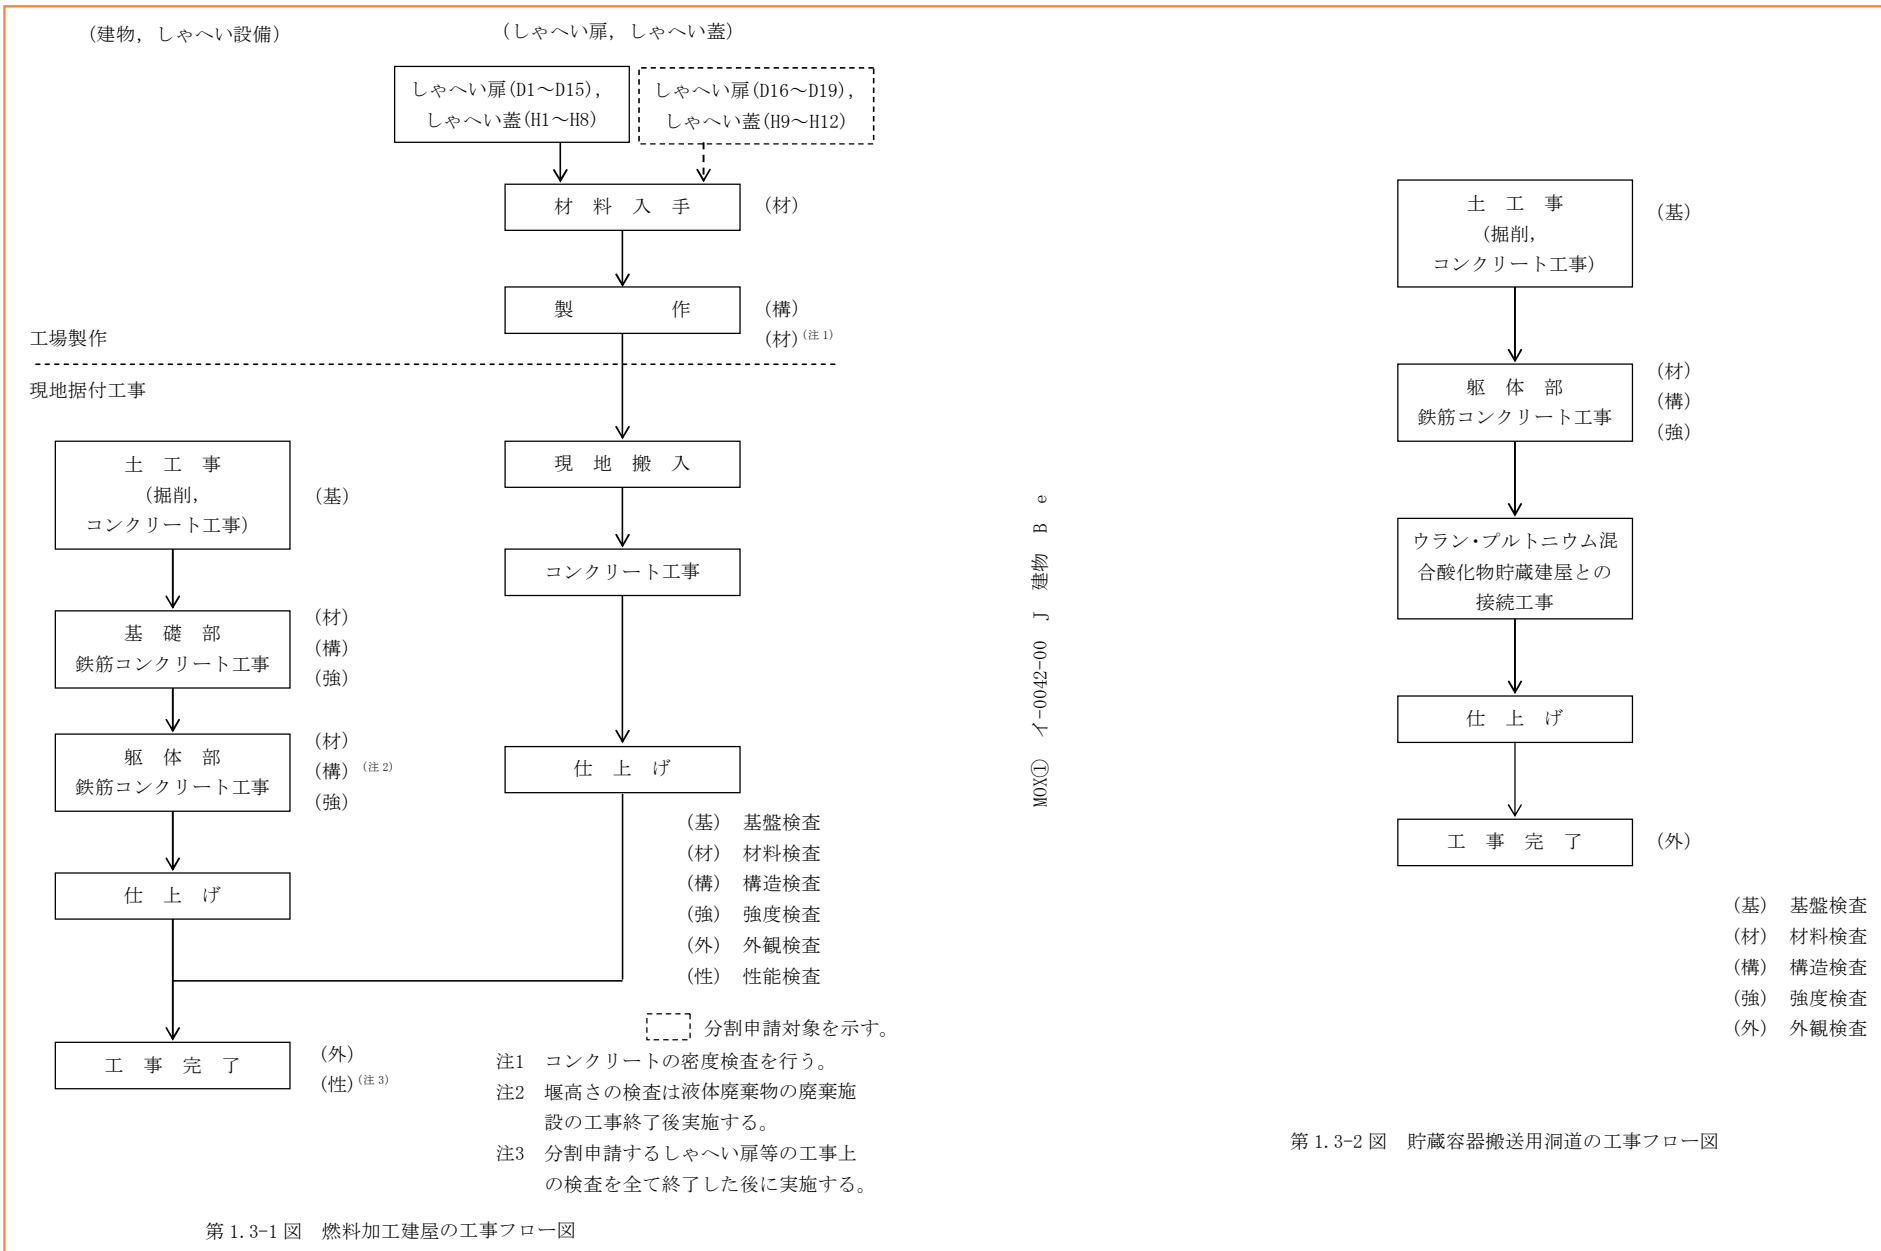 (建物, しゃへい設備)
(しゃへい扉, しゃへい蓋)
しゃへい扉(D1～D15),
しゃへい蓋(H1～H8)
しゃへい扉(D16～D19),
しゃへい蓋(H9～H12)
材 料 入 手
(材)
製 作
(構)
(材)(注1)
工場製作
現地据付工事
土 工 事
(掘削,
コンクリート工事)
(基)
基 礎 部
鉄筋コンクリート工事
(材)
(構)
(強)
躯 体 部
鉄筋コンクリート工事
(材)
(構) (注2)
(強)
仕 上 げ
現 地 搬 入
コンクリート工事
仕 上 げ
(基) 基盤検査
(材) 材料検査
(構) 構造検査
(強) 強度検査
(外) 外観検査
(性) 性能検査
工 事 完 了
(外)
(性)(注3)
分割申請対象を示す。
注1 コンクリートの密度検査を行う。
注2 堰高さの検査は液体廃棄物の廃棄施
設の工事終了後実施する。
注3 分割申請するしゃへい扉等の工事上
の検査を全て終了した後に実施する。
第1.3-1図 燃料加工建屋の工事フロー図
MOX① イ-0042-00 J 建物 B e
土 工 事
(掘削,
コンクリート工事)
(基)
躯 体 部
鉄筋コンクリート工事
(材)
(構)
(強)
ウラン・プルトニウム混
合酸化物貯蔵建屋との
接続工事
仕 上 げ
工 事 完 了
(外)
(基) 基盤検査
(材) 材料検査
(構) 構造検査
(強) 強度検査
(外) 外観検査
第1.3-2図 貯蔵容器搬送用洞道の工事フロー図